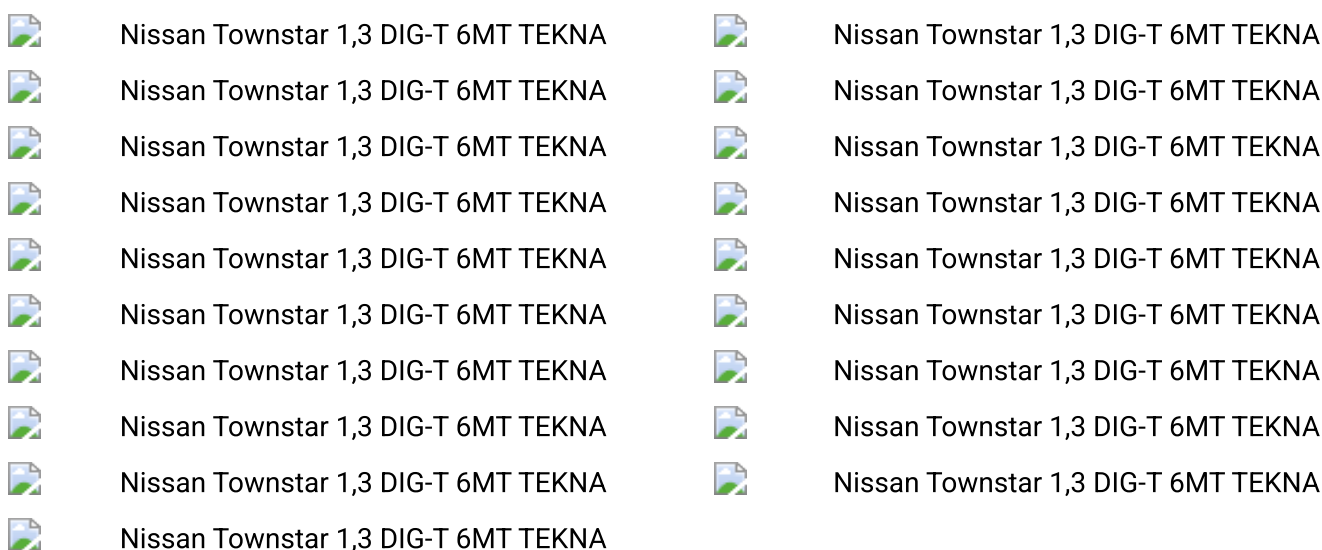 Nissan Townstar 1,3 DIG-T 6MT TEKNA Nissan Townstar 1,3 DIG-T 6MT TEKNA
Nissan Townstar 1,3 DIG-T 6MT TEKNA Nissan Townstar 1,3 DIG-T 6MT TEKNA
Nissan Townstar 1,3 DIG-T 6MT TEKNA Nissan Townstar 1,3 DIG-T 6MT TEKNA
Nissan Townstar 1,3 DIG-T 6MT TEKNA Nissan Townstar 1,3 DIG-T 6MT TEKNA
Nissan Townstar 1,3 DIG-T 6MT TEKNA Nissan Townstar 1,3 DIG-T 6MT TEKNA
Nissan Townstar 1,3 DIG-T 6MT TEKNA Nissan Townstar 1,3 DIG-T 6MT TEKNA
Nissan Townstar 1,3 DIG-T 6MT TEKNA Nissan Townstar 1,3 DIG-T 6MT TEKNA
Nissan Townstar 1,3 DIG-T 6MT TEKNA Nissan Townstar 1,3 DIG-T 6MT TEKNA
Nissan Townstar 1,3 DIG-T 6MT TEKNA Nissan Townstar 1,3 DIG-T 6MT TEKNA
Nissan Townstar 1,3 DIG-T 6MT TEKNA